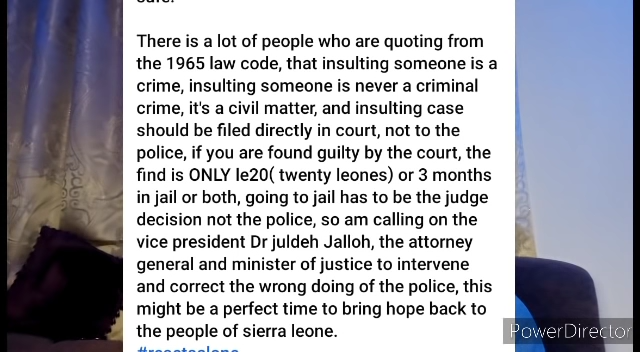 There is a lot of people who are quoting from
the 1965 law code, that insulting someone is a
crime, insulting someone is never a criminal
crime, it's a civil matter, and insulting case
should be filed directly in court, not to the
police, if you are found guilty by the court, the
find is ONLY le20( twenty leones) or 3 months
in jail or both, going to jail has to be the judge
decision not the police, so am calling on the
vice president Dr juldeh Jalloh, the attorney
general and minister of justice to intervene
and correct the wrong doing of the police, this
might be a perfect time to bring hope back to
the people of sierra leone.
PowerDirector